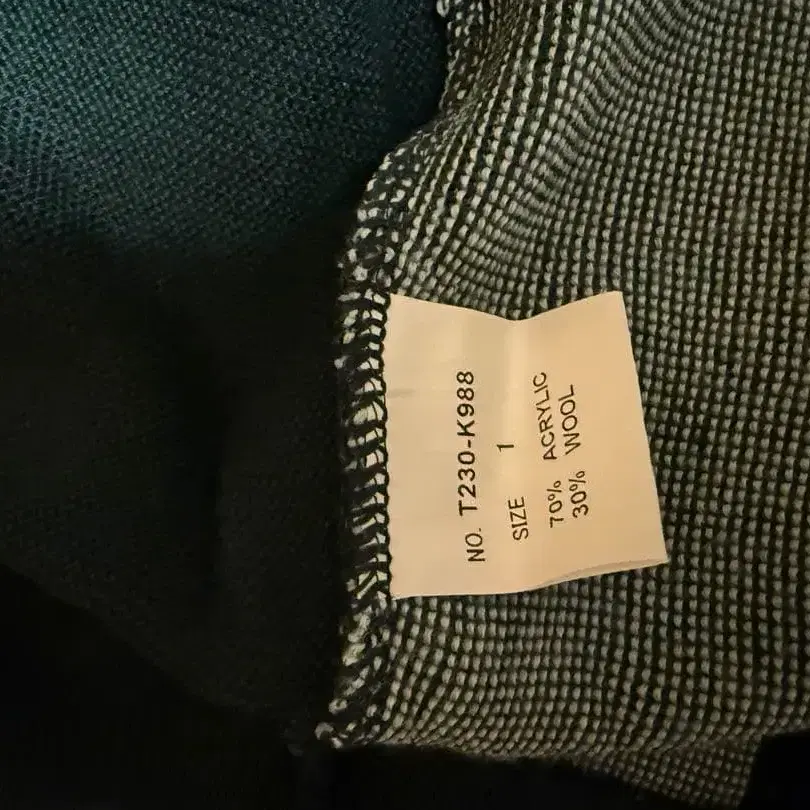 NO. T230-K988
SIZE 1
70% ACRYLIC
30% WOOL